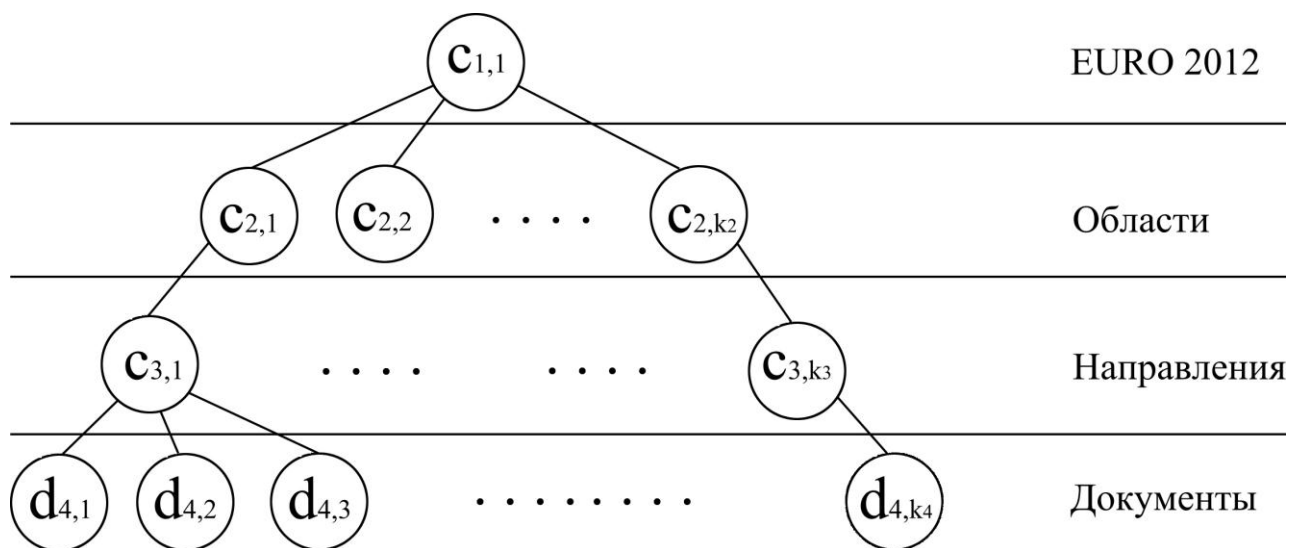 c1,1 EURO 2012
c2,1 c2,2 . . . . c2,k2 Области
c3,1 . . . . . . . . c3,k3 Направления
d4,1 d4,2 d4,3 . . . . . . . . d4,k4 Документы